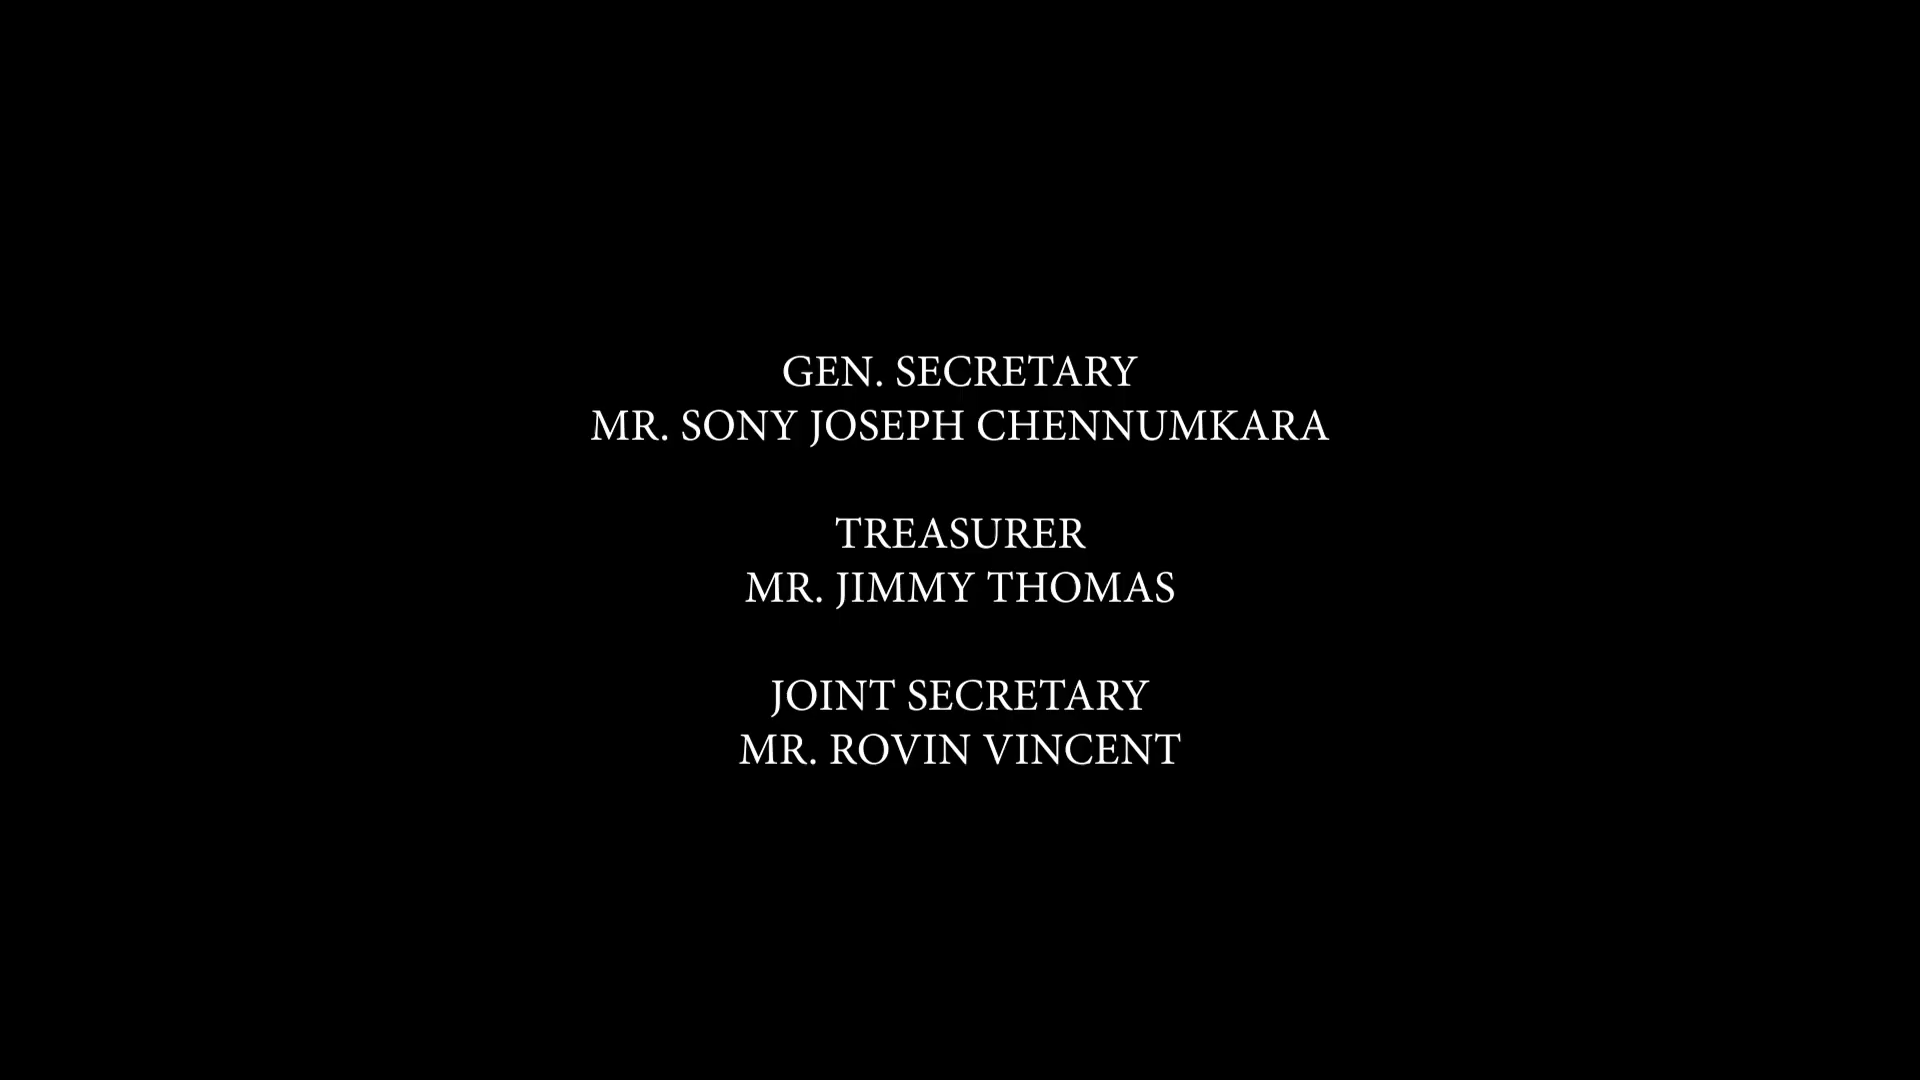 GEN. SECRETARY
MR. SONY JOSEPH CHENNUMKARA
TREASURER
MR. JIMMY THOMAS
JOINT SECRETARY
MR. ROVIN VINCENT